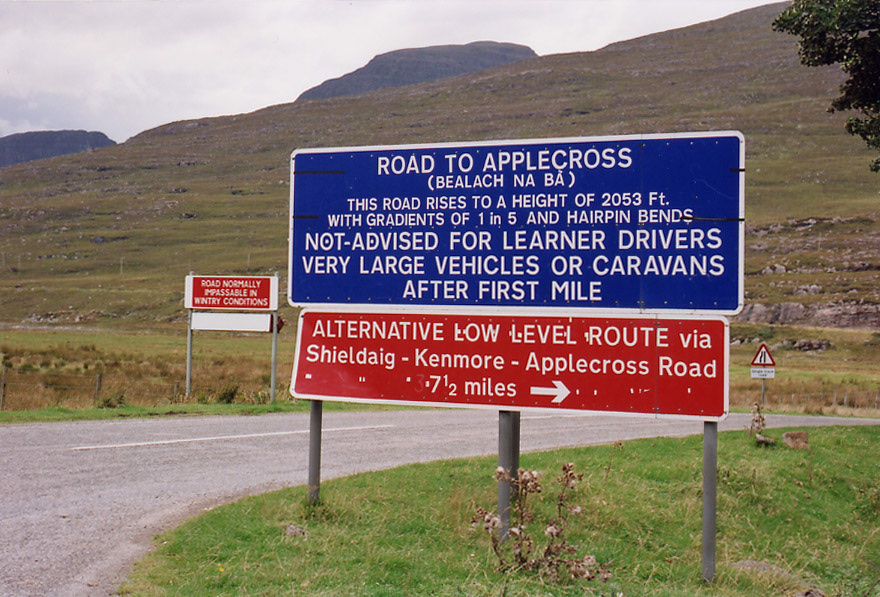 ROAD TO APPLECROSS
(BEALACH NA BÀ)
THIS ROAD RISES TO A HEIGHT OF 2053 Ft.
WITH GRADIENTS OF 1 in 5 AND HAIRPIN BENDS
NOT ADVISED FOR LEARNER DRIVERS
VERY LARGE VEHICLES OR CARAVANS
AFTER FIRST MILE
ALTERNATIVE LOW LEVEL ROUTE via
Shieldaig - Kenmore - Applecross Road
7½ miles
ROAD NORMALLY
IMPASSABLE IN
WINTRY CONDITIONS